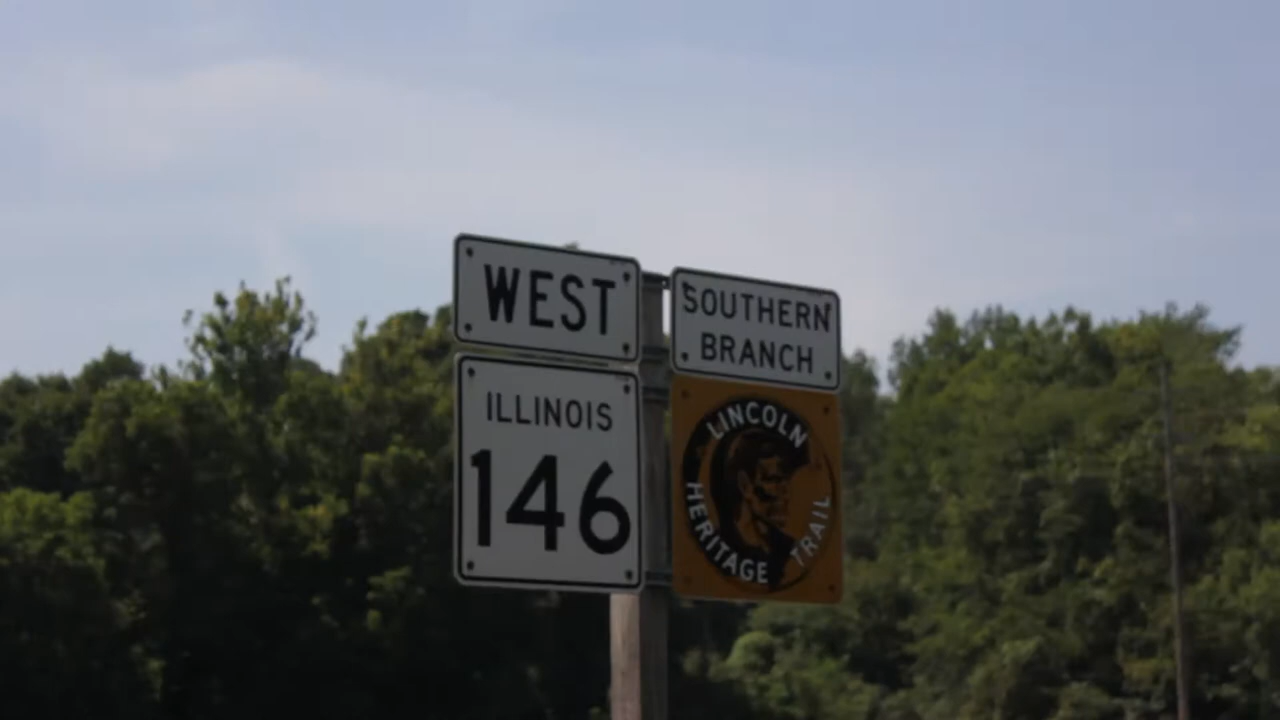 WEST
ILLINOIS
146
SOUTHERN
BRANCH
LINCOLN
HERITAGE TRAIL